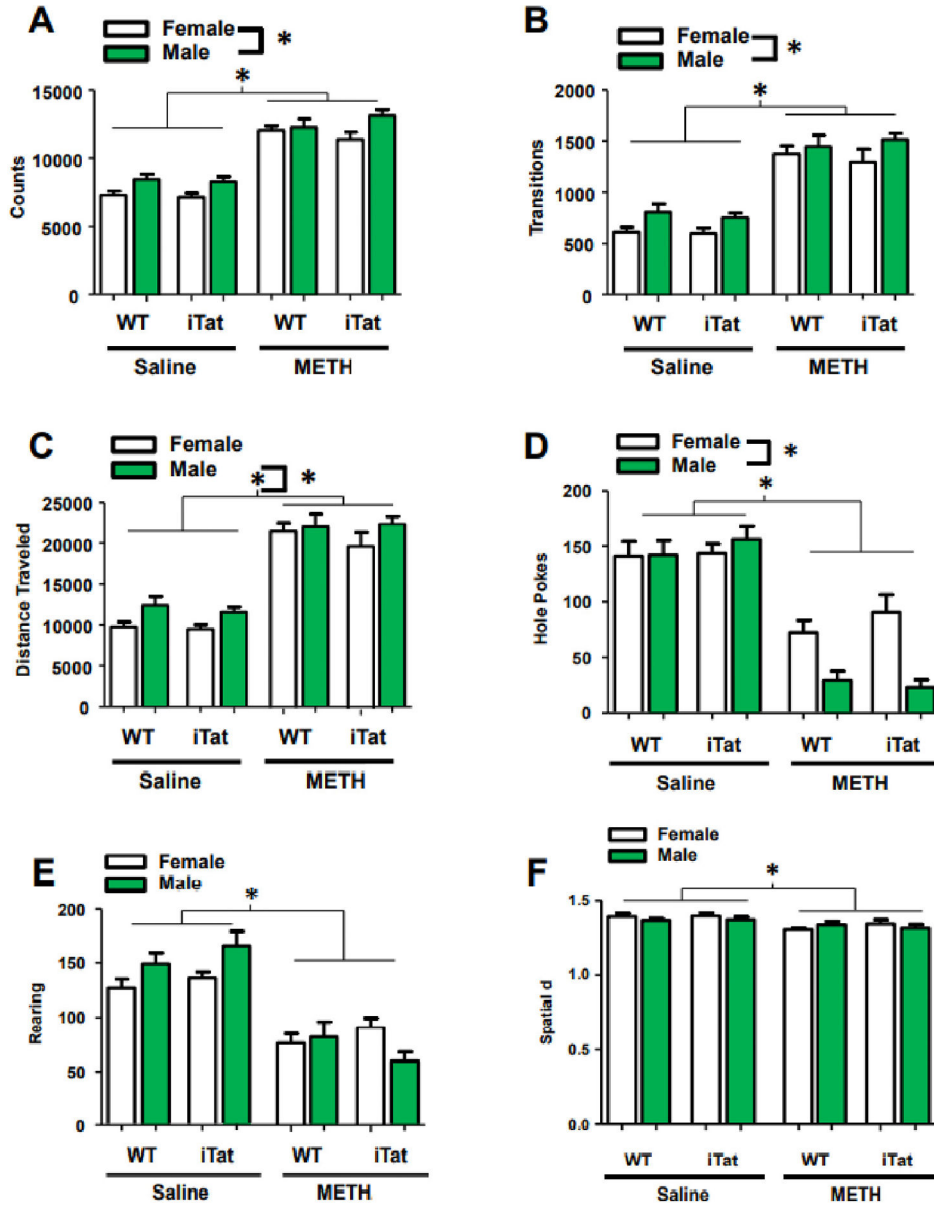 A
Female
Male
*
*
Counts
15000
10000
5000
0
WT iTat WT iTat
Saline METH
B
Female
Male
*
*
Transitions
2000
1500
1000
500
0
WT iTat WT iTat
Saline METH
C
Female
Male
* *
Distance Traveled
25000
20000
15000
10000
5000
0
WT iTat WT iTat
Saline METH
D
Female
Male
*
*
Hole Pokes
200
150
100
50
0
WT iTat WT iTat
Saline METH
E
Female
Male
*
Rearing
200
150
100
50
0
WT iTat WT iTat
Saline METH
F
Female
Male
*
Spatial d
1.5
1.0
0.5
0.0
WT iTat WT iTat
Saline METH